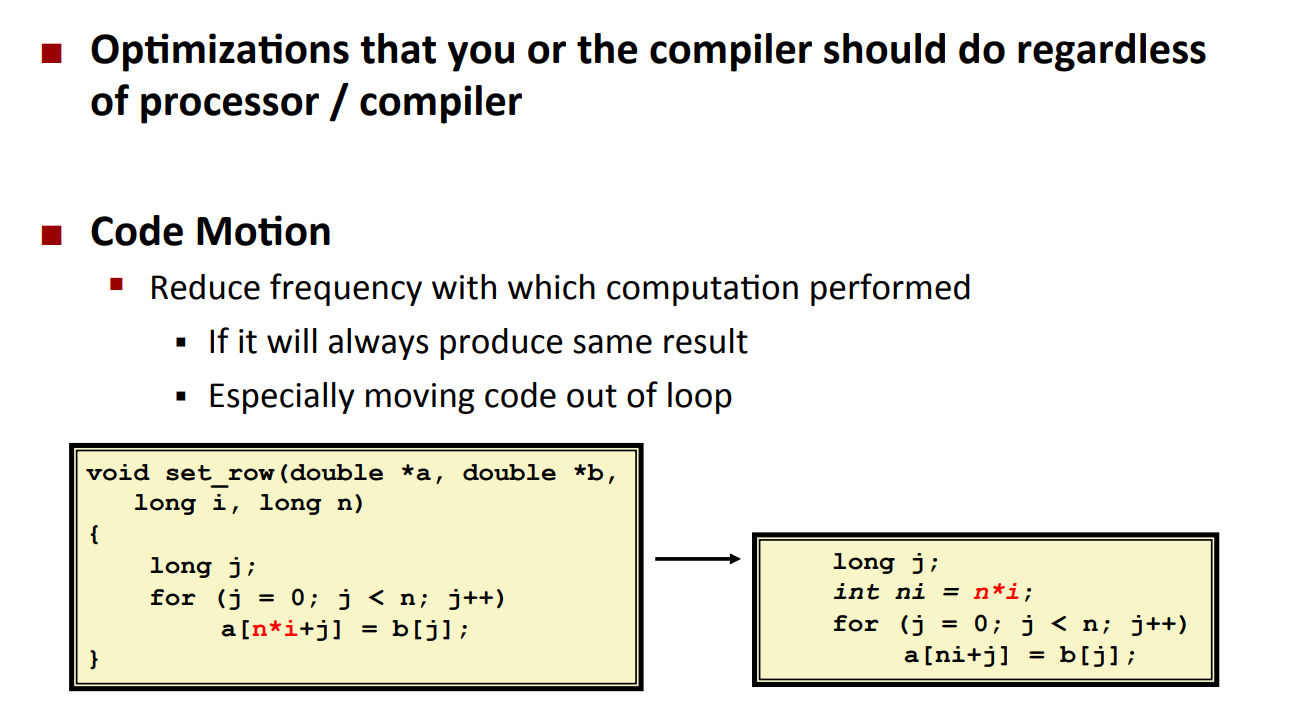 Optimizations that you or the compiler should do regardless
of processor / compiler
Code Motion
Reduce frequency with which computation performed
If it will always produce same result
Especially moving code out of loop
void set_row(double *a, double *b,
long i, long n)
{
long j;
for (j = 0; j < n; j++)
a[n*i+j] = b[j];
}
long j;
int ni = n*i;
for (j = 0; j < n; j++)
a[ni+j] = b[j];